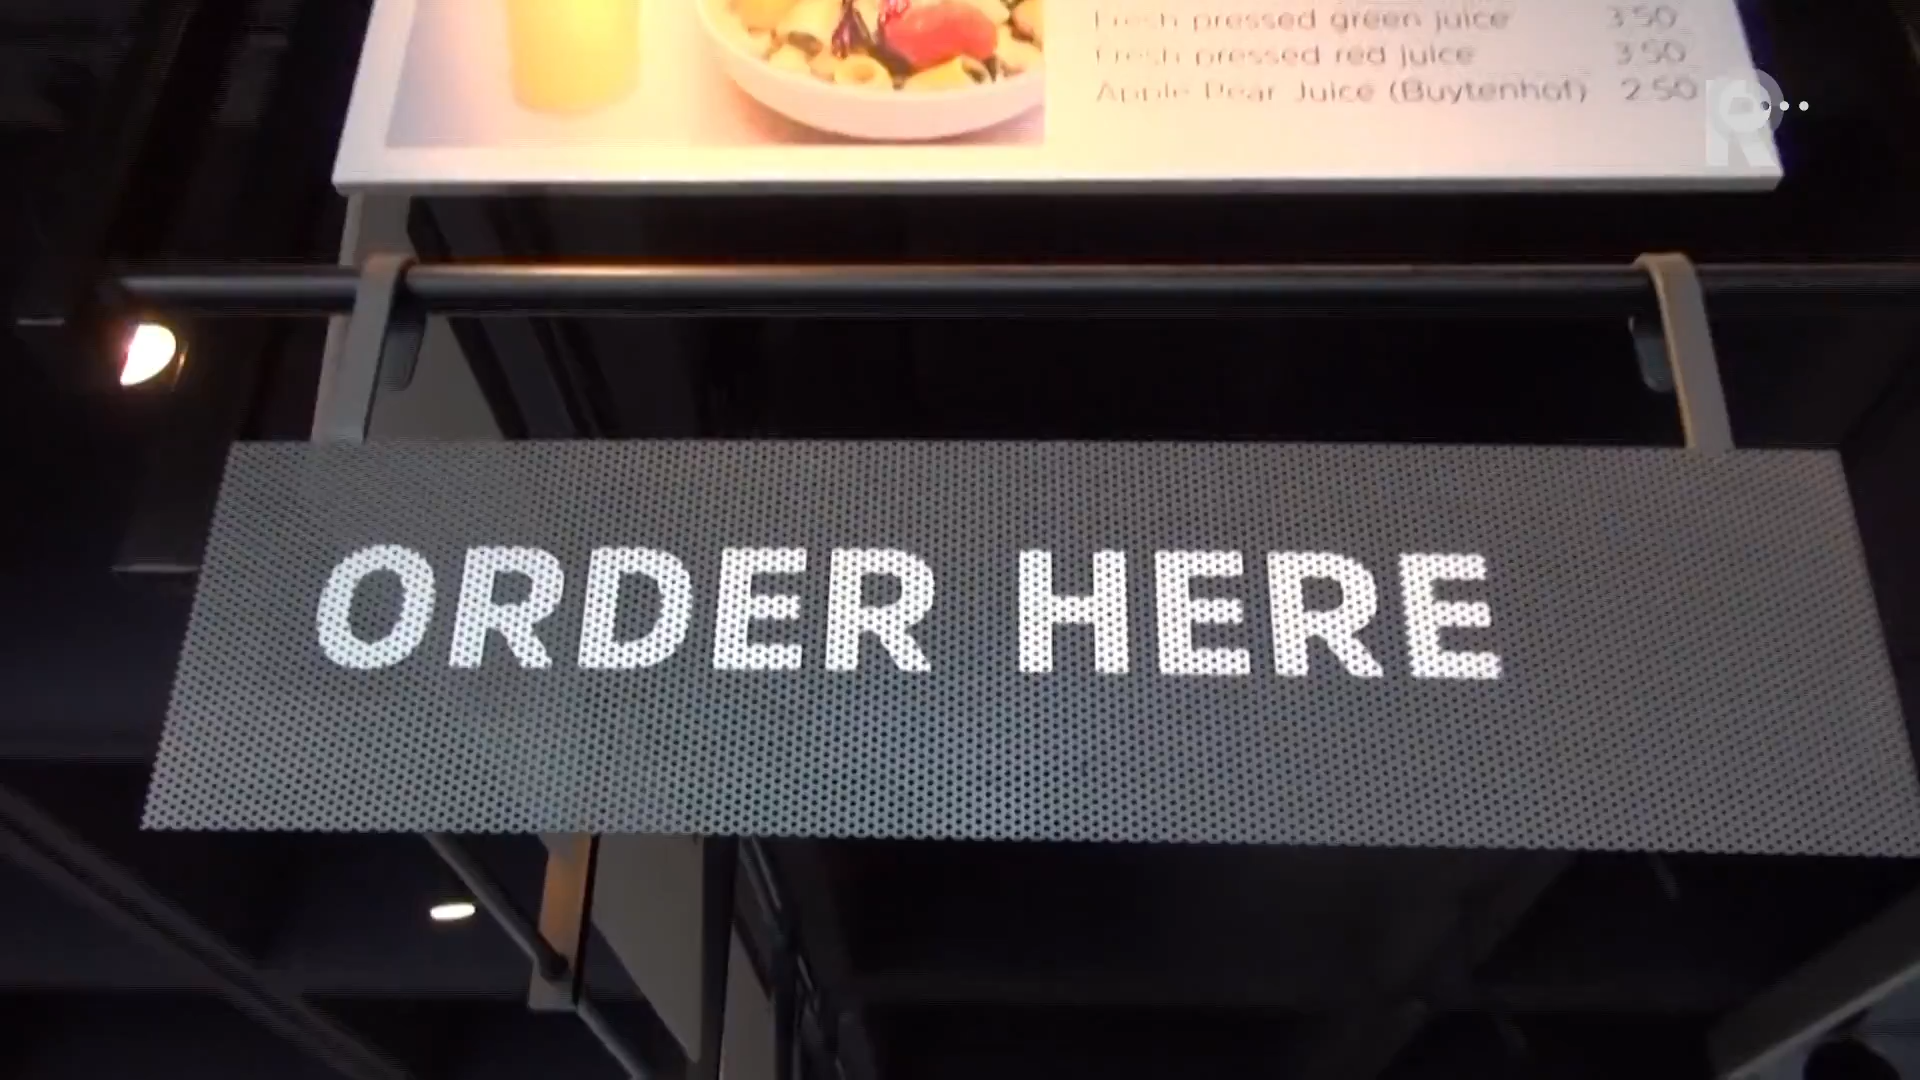 Fresh pressed green juice 3.50
Fresh pressed red juice 3.50
Apple Pear Juice (Buytenhof) 2.50
R
ORDER HERE